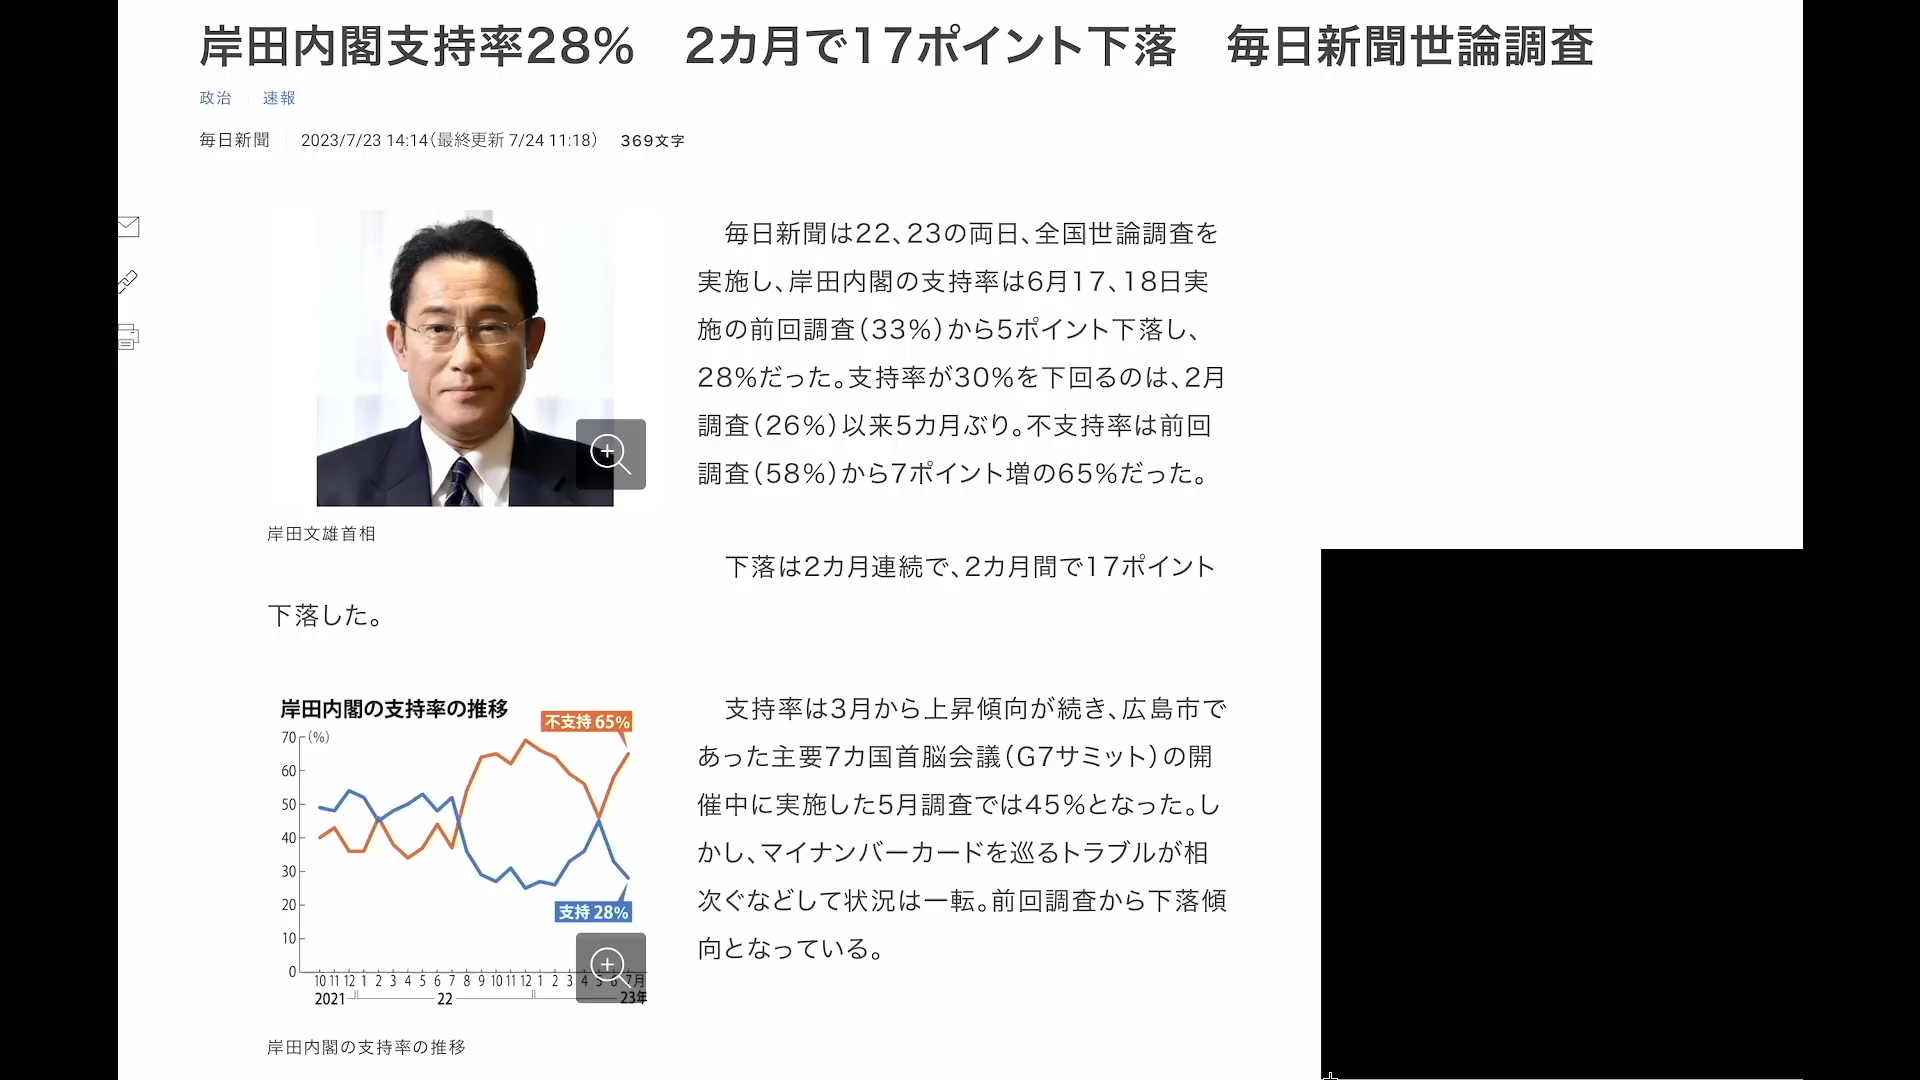 岸田内閣支持率28%　2カ月で17ポイント下落　毎日新聞世論調査
政治　速報
毎日新聞　2023/7/23 14:14（最終更新 7/24 11:18）　369文字
毎日新聞は22、23の両日、全国世論調査を
実施し、岸田内閣の支持率は6月17、18日実
施の前回調査（33%）から5ポイント下落し、
28%だった。支持率が30%を下回るのは、2月
調査（26%）以来5カ月ぶり。不支持率は前回
調査（58%）から7ポイント増の65%だった。
岸田文雄首相
下落は2カ月連続で、2カ月間で17ポイント
下落した。
岸田内閣の支持率の推移
不支持 65%
70 (%)
60
50
40
30
20
10
0
支持 28%
10 11 12 1 2 3 4 5 6 7 8 9 10 11 12 1 2 3 4 5 6 7月
2021　22　23年
岸田内閣の支持率の推移
支持率は3月から上昇傾向が続き、広島市で
あった主要7カ国首脳会議（G7サミット）の開
催中に実施した5月調査では45%となった。し
かし、マイナンバーカードを巡るトラブルが相
次ぐなどして状況は一転。前回調査から下落傾
向となっている。